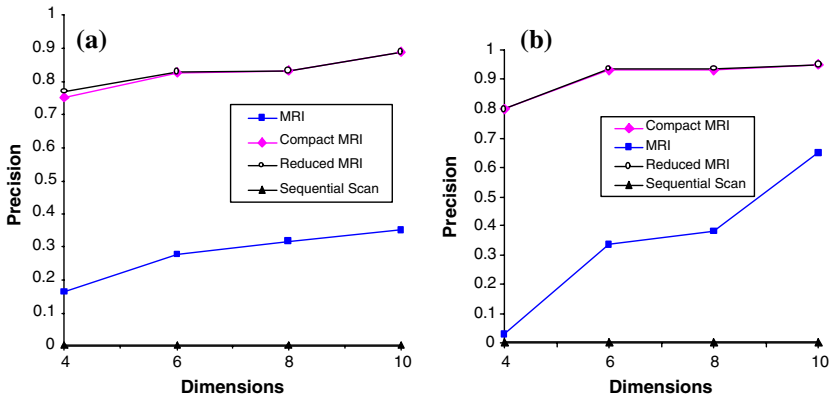 (a)
Precision
1
0.9
0.8
0.7
0.6
0.5
0.4
0.3
0.2
0.1
0
MRI
Compact MRI
Reduced MRI
Sequential Scan
4 6 8 10
Dimensions
(b)
Precision
1
0.9
0.8
0.7
0.6
0.5
0.4
0.3
0.2
0.1
0
Compact MRI
MRI
Reduced MRI
Sequential Scan
4 6 8 10
Dimensions